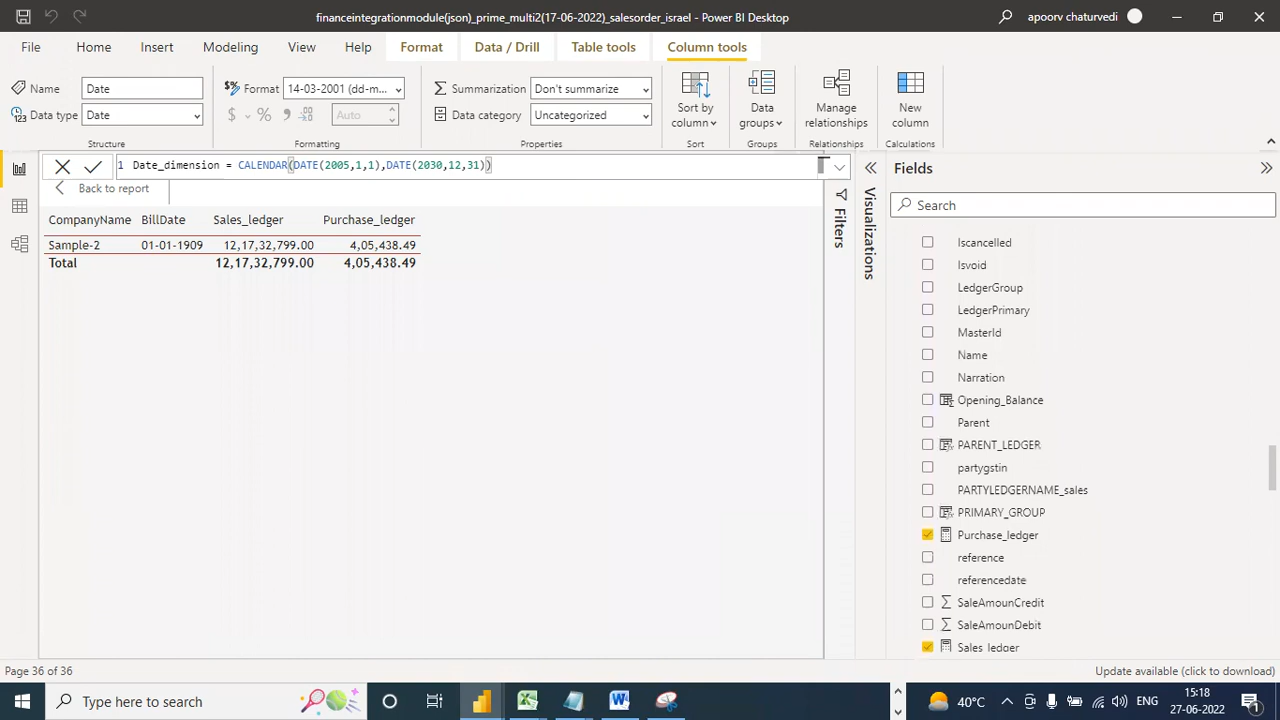 financeintegrationmodule(json)_prime_multi2(17-06-2022)_salesorder_israel - Power BI Desktop
apoorv chaturvedi
File Home Insert Modeling View Help Format Data / Drill Table tools Column tools
Name Date
Format 14-03-2001 (dd-m...
Summarization Don't summarize
Data type Date
$ % Auto
Data category Uncategorized
Sort by column
Data groups
Manage relationships
New column
Structure Formatting Properties Sort Groups Relationships Calculations
1 Date_dimension = CALENDAR(DATE(2005,1,1),DATE(2030,12,31))
Back to report
CompanyName BillDate Sales_ledger Purchase_ledger
Sample-2 01-01-1909 12,17,32,799.00 4,05,438.49
Total 12,17,32,799.00 4,05,438.49
Filters
Visualizations
Fields
Search
Iscancelled
Isvoid
LedgerGroup
LedgerPrimary
MasterId
Name
Narration
Opening_Balance
Parent
PARENT_LEDGER
partygstin
PARTYLEDGERNAME_sales
PRIMARY_GROUP
Purchase_ledger
reference
referencedate
SaleAmounCredit
SaleAmounDebit
Sales_ledger
Page 36 of 36
Update available (click to download)
Type here to search
40°C
ENG
15:18
27-06-2022
1